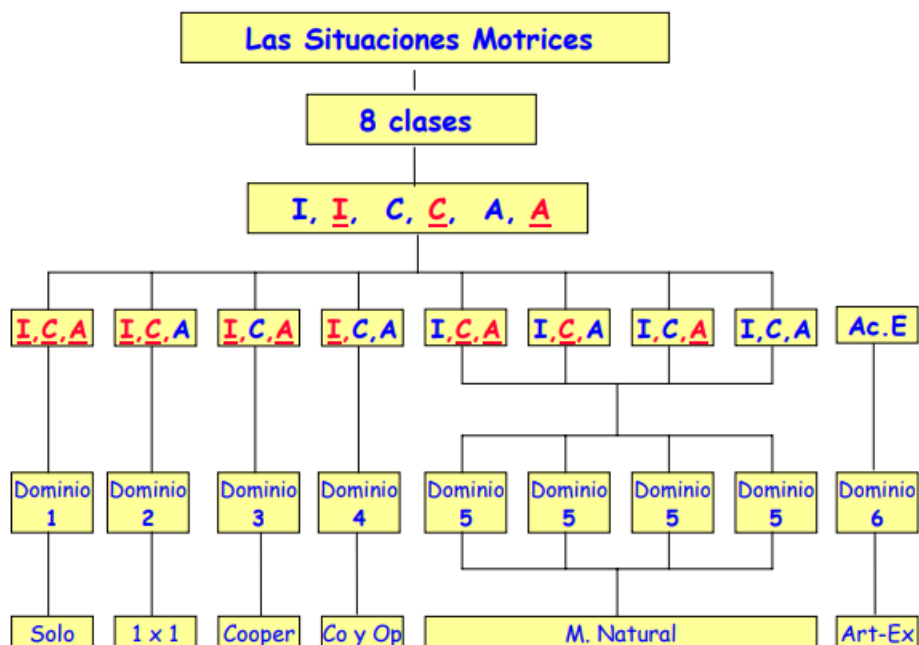 Las Situaciones Motrices
8 clases
I, I, C, C, A, A
I,C,A I,C,A I,C,A I,C,A I,C,A I,C,A I,C,A I,C,A Ac.E
Dominio Dominio Dominio Dominio Dominio Dominio Dominio Dominio Dominio
1 2 3 4 5 5 5 5 6
Solo 1 x 1 Cooper Co y Op M. Natural Art-Ex